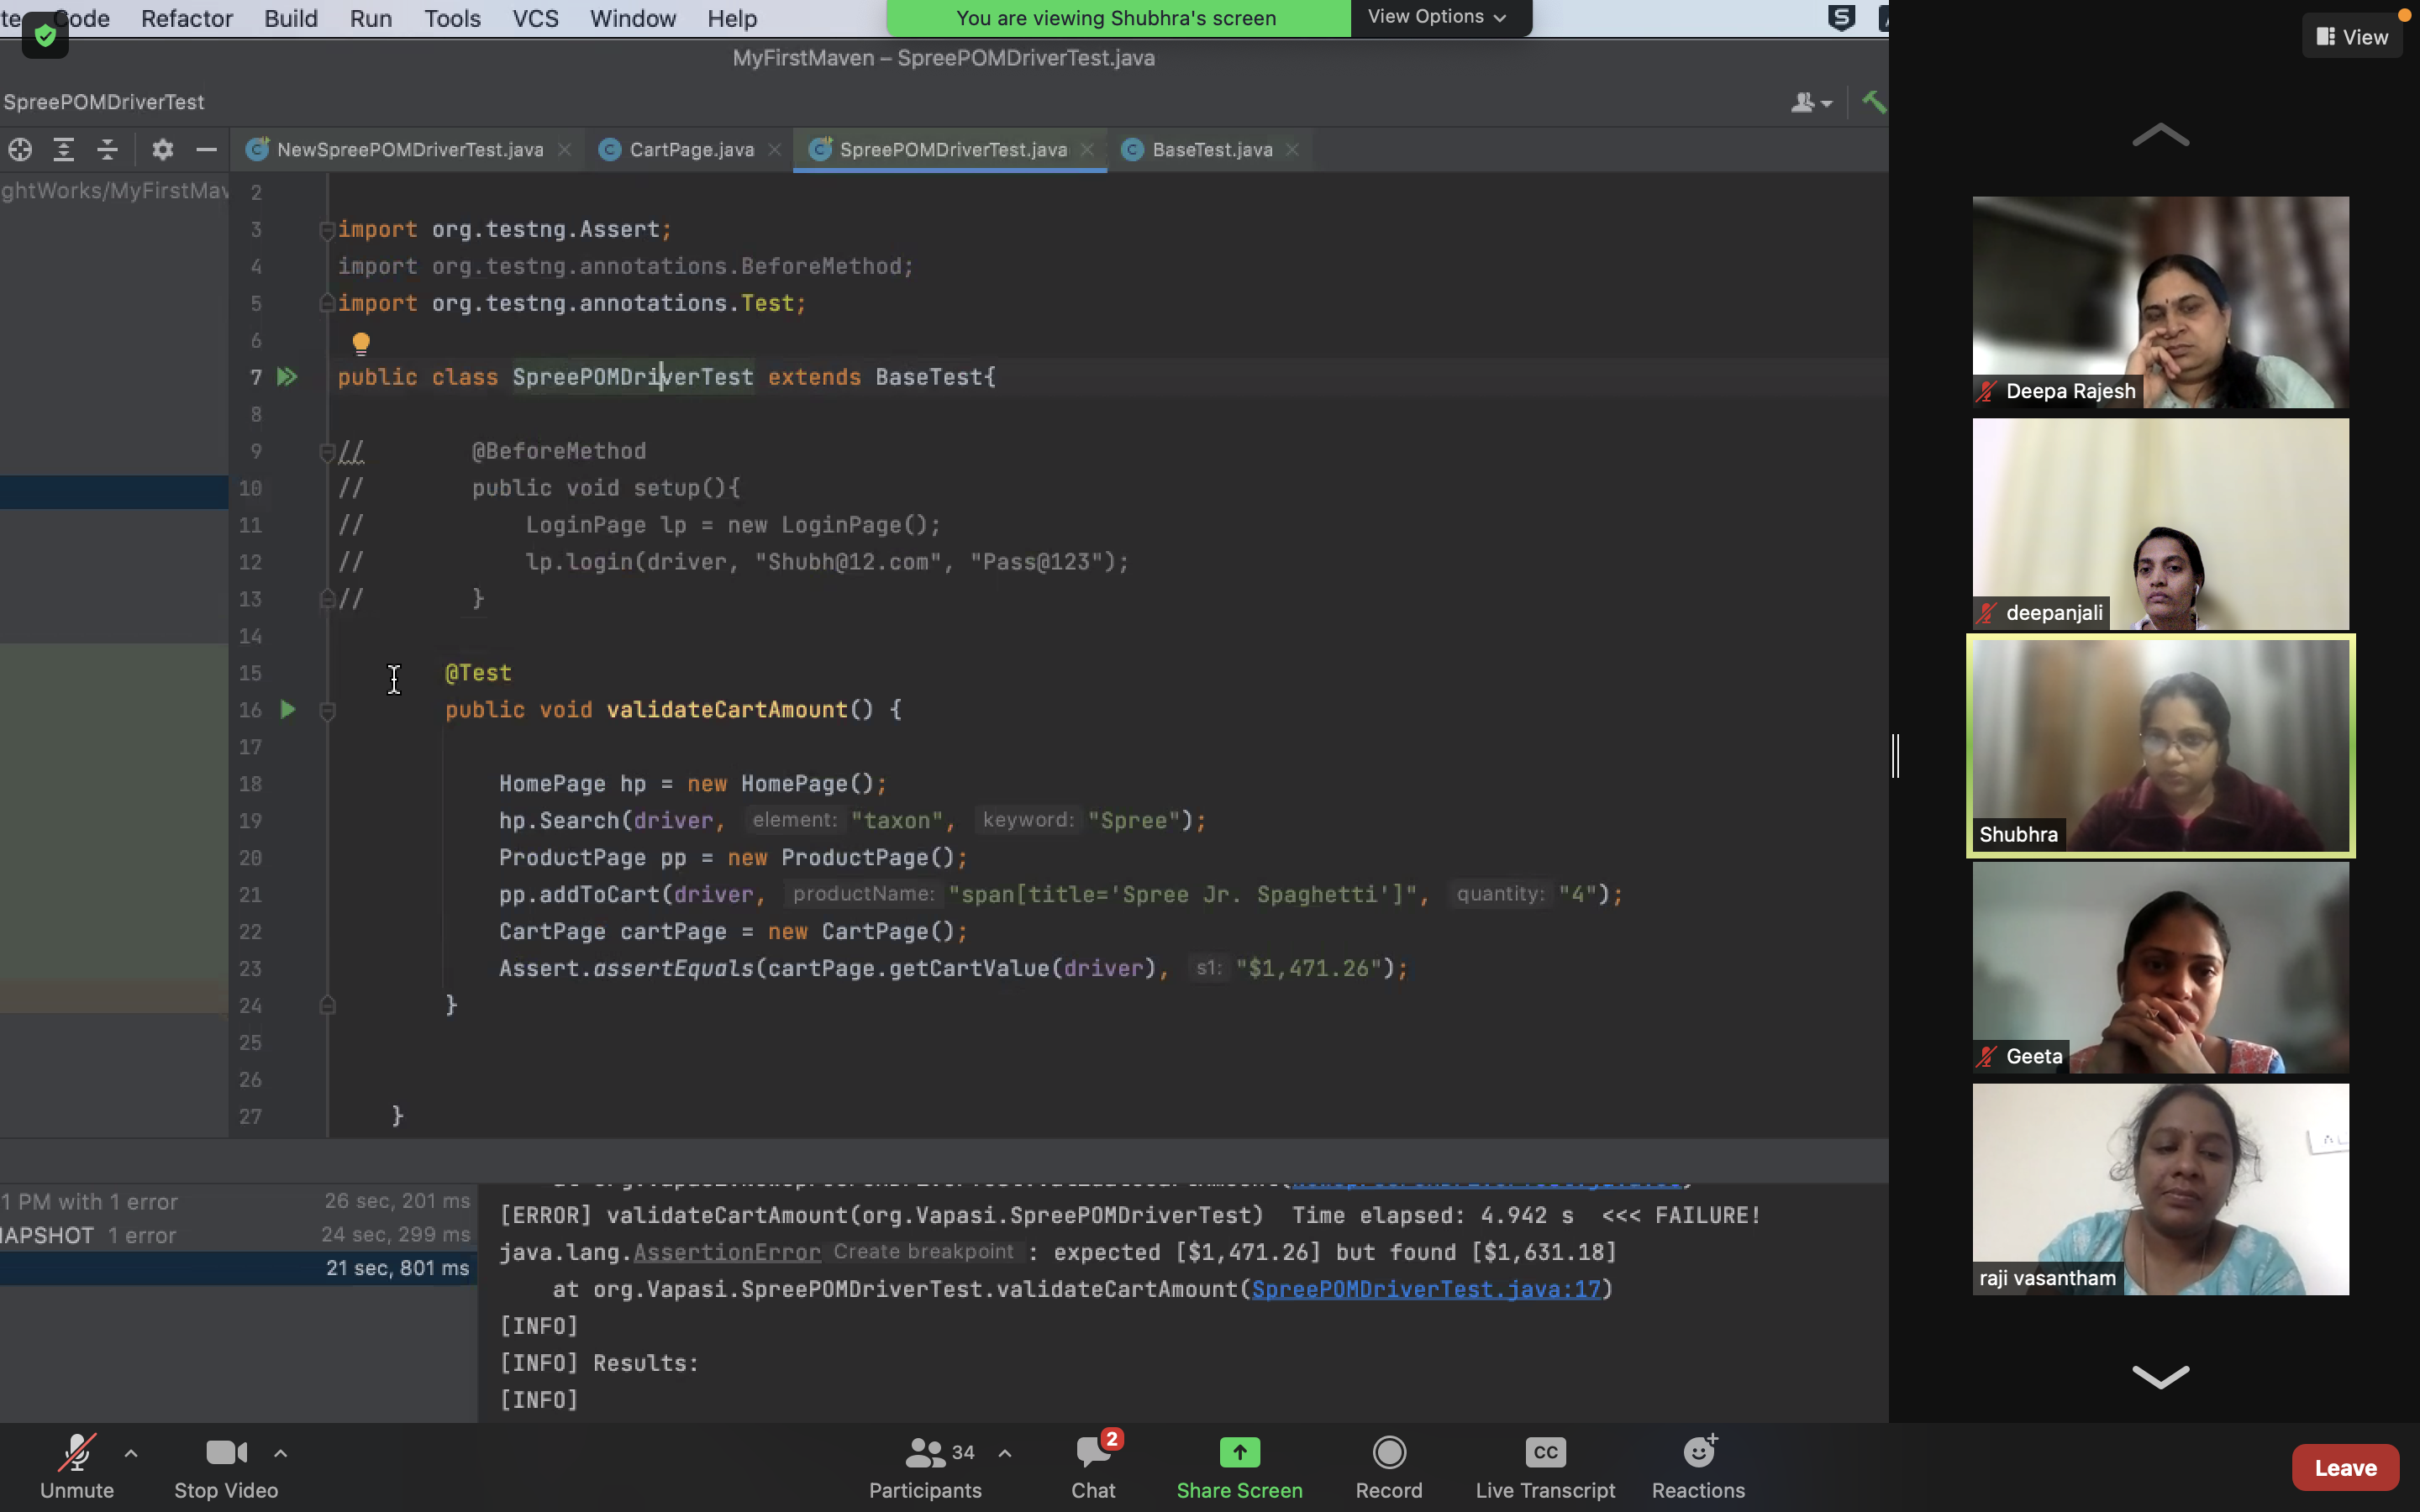 te Code Refactor Build Run Tools VCS Window Help
You are viewing Shubhra's screen View Options
View
MyFirstMaven – SpreePOMDriverTest.java
SpreePOMDriverTest
NewSpreePOMDriverTest.java CartPage.java SpreePOMDriverTest.java BaseTest.java
ghtWorks/MyFirstMav
2
3 import org.testng.Assert;
4 import org.testng.annotations.BeforeMethod;
5 import org.testng.annotations.Test;
6
7 public class SpreePOMDriverTest extends BaseTest{
8
9 // @BeforeMethod
10 // public void setup(){
11 // LoginPage lp = new LoginPage();
12 // lp.login(driver, "Shubh@12.com", "Pass@123");
13 // }
14
15 @Test
16 public void validateCartAmount() {
17
18 HomePage hp = new HomePage();
19 hp.Search(driver, element: "taxon", keyword: "Spree");
20 ProductPage pp = new ProductPage();
21 pp.addToCart(driver, productName: "span[title='Spree Jr. Spaghetti']", quantity: "4");
22 CartPage cartPage = new CartPage();
23 Assert.assertEquals(cartPage.getCartValue(driver), s1: "$1,471.26");
24 }
25
26
27 }
1 PM with 1 error 26 sec, 201 ms
IAPSHOT 1 error 24 sec, 299 ms
21 sec, 801 ms
[ERROR] validateCartAmount(org.Vapasi.SpreePOMDriverTest) Time elapsed: 4.942 s <<< FAILURE!
java.lang.AssertionError Create breakpoint : expected [$1,471.26] but found [$1,631.18]
at org.Vapasi.SpreePOMDriverTest.validateCartAmount(SpreePOMDriverTest.java:17)
[INFO]
[INFO] Results:
[INFO]
Deepa Rajesh
deepanjali
Shubhra
Geeta
raji vasantham
Unmute
Stop Video
34
Participants
2
Chat
Share Screen
Record
CC
Live Transcript
Reactions
Leave